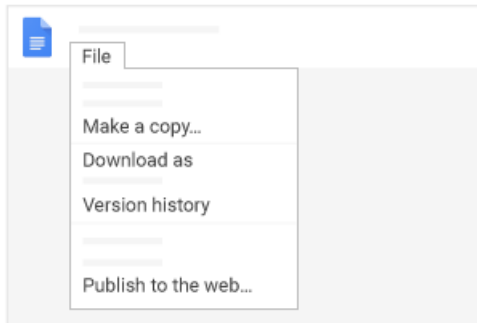 File
Make a copy...
Download as
Version history
Publish to the web...